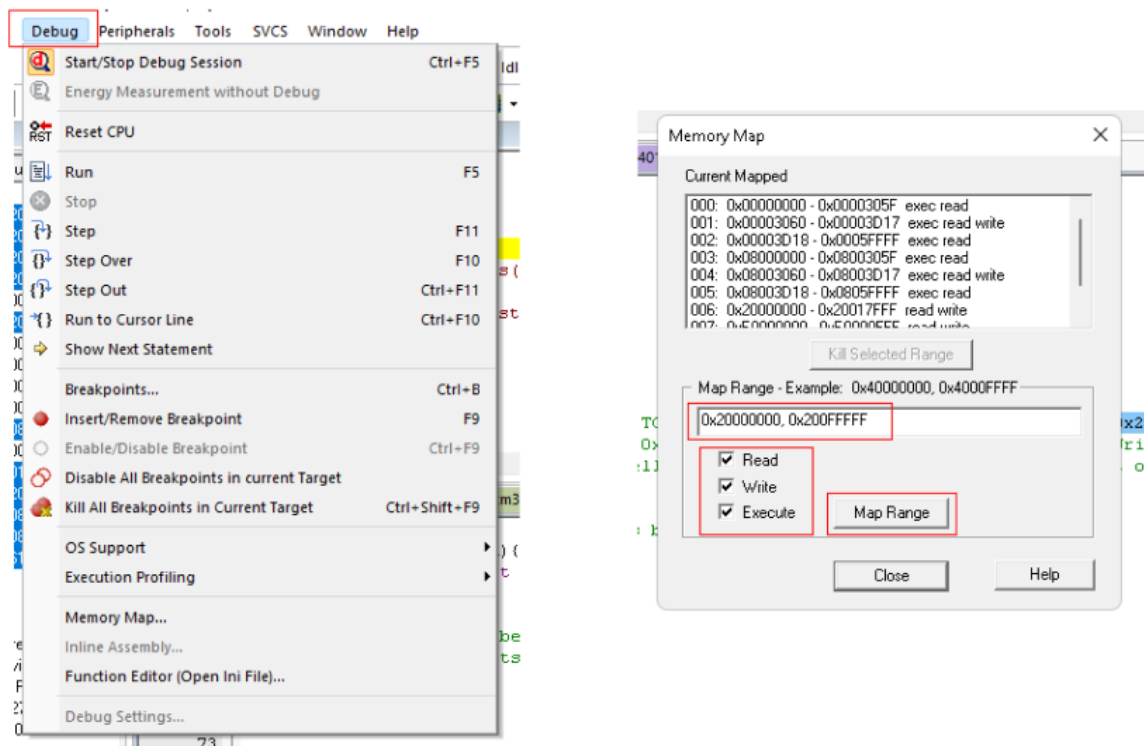 Debug Peripherals Tools SVCS Window Help
Start/Stop Debug Session Ctrl+F5
Energy Measurement without Debug
Reset CPU
Run F5
Stop
Step F11
Step Over F10
Step Out Ctrl+F11
Run to Cursor Line Ctrl+F10
Show Next Statement
Breakpoints... Ctrl+B
Insert/Remove Breakpoint F9
Enable/Disable Breakpoint Ctrl+F9
Disable All Breakpoints in current Target
Kill All Breakpoints in Current Target Ctrl+Shift+F9
OS Support
Execution Profiling
Memory Map...
Inline Assembly...
Function Editor (Open Ini File)...
Debug Settings...
73
Memory Map
Current Mapped
000: 0x00000000 - 0x0000305F exec read
001: 0x00003060 - 0x00003D17 exec read write
002: 0x00003D18 - 0x0005FFFF exec read
003: 0x08000000 - 0x0800305F exec read
004: 0x08003060 - 0x08003D17 exec read write
005: 0x08003D18 - 0x0805FFFF exec read
006: 0x20000000 - 0x20017FFF read write
Kill Selected Range
Map Range - Example: 0x40000000, 0x4000FFFF
0x20000000, 0x200FFFFF
Read
Write
Execute
Map Range
Close Help